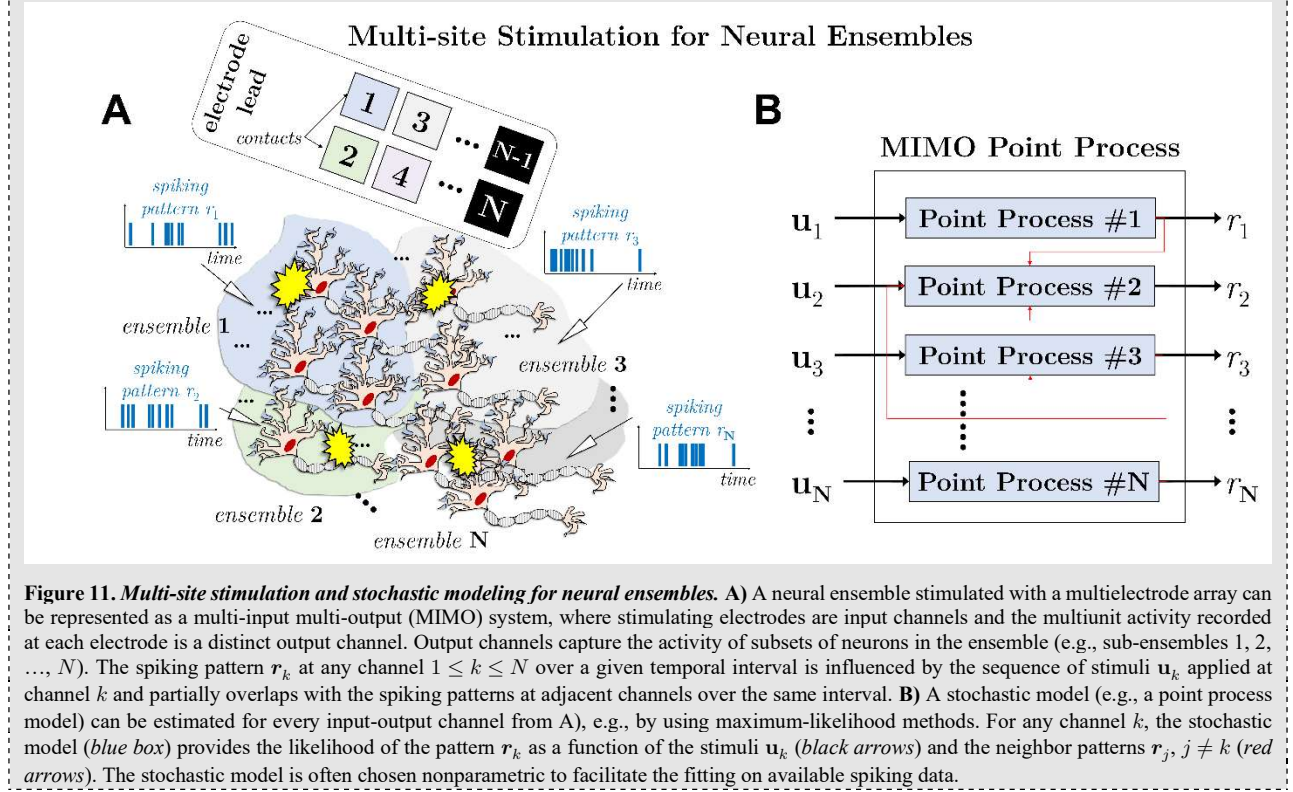 Multi-site Stimulation for Neural Ensembles
A
electrode
lead
contacts
1
3
...
N-1
2
4
...
N
spiking
pattern r1
time
spiking
pattern r3
time
...
...
ensemble 1
...
...
ensemble 3
spiking
pattern r2
time
...
...
spiking
pattern rN
time
ensemble 2
ensemble N
B
MIMO Point Process
u1 Point Process #1 r1
u2 Point Process #2 r2
u3 Point Process #3 r3
uN Point Process #N rN
Figure 11. Multi-site stimulation and stochastic modeling for neural ensembles. A) A neural ensemble stimulated with a multielectrode array can
be represented as a multi-input multi-output (MIMO) system, where stimulating electrodes are input channels and the multiunit activity recorded
at each electrode is a distinct output channel. Output channels capture the activity of subsets of neurons in the ensemble (e.g., sub-ensembles 1, 2,
…, N). The spiking pattern rk at any channel 1 ≤ k ≤ N over a given temporal interval is influenced by the sequence of stimuli uk applied at
channel k and partially overlaps with the spiking patterns at adjacent channels over the same interval. B) A stochastic model (e.g., a point process
model) can be estimated for every input-output channel from A), e.g., by using maximum-likelihood methods. For any channel k, the stochastic
model (blue box) provides the likelihood of the pattern rk as a function of the stimuli uk (black arrows) and the neighbor patterns rj, j ≠ k (red
arrows). The stochastic model is often chosen nonparametric to facilitate the fitting on available spiking data.